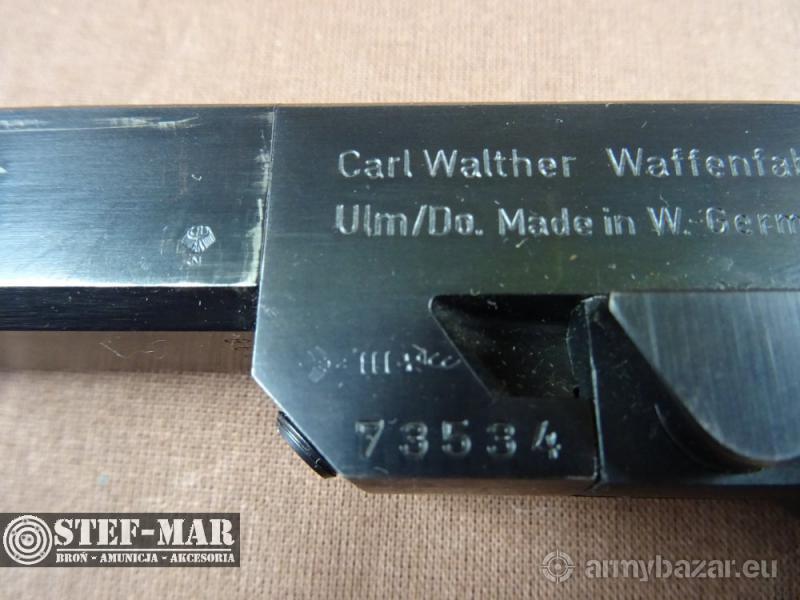 Carl Walther Waffenfab
Ulm/Do. Made in W. Germ
73534
STEF-MAR
BROŃ - AMUNICJA - AKCESORIA
armybazar.eu